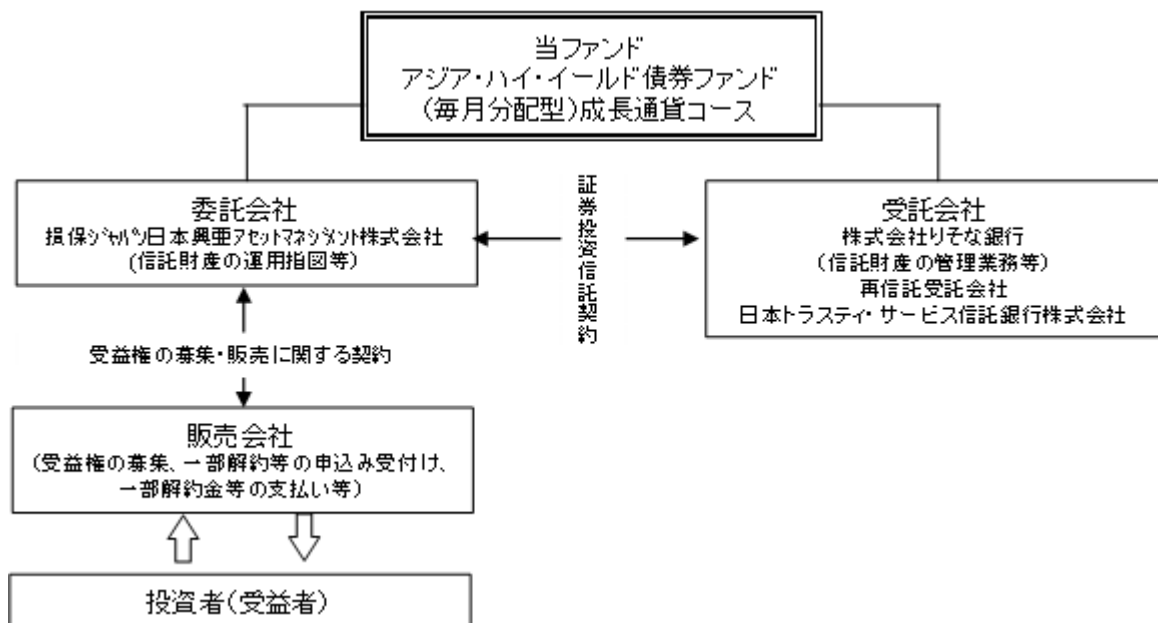 当ファンド
アジア・ハイ・イールド債券ファンド
(毎月分配型)成長通貨コース
委託会社
損保ジャパン日本興亜アセットマネジメント株式会社
(信託財産の運用指図等)
証券投資信託契約
受託会社
株式会社りそな銀行
(信託財産の管理業務等)
再信託受託会社
日本トラスティ・サービス信託銀行株式会社
受益権の募集・販売に関する契約
販売会社
(受益権の募集、一部解約等の申込み受付け、
一部解約金等の支払い等)
投資者(受益者)